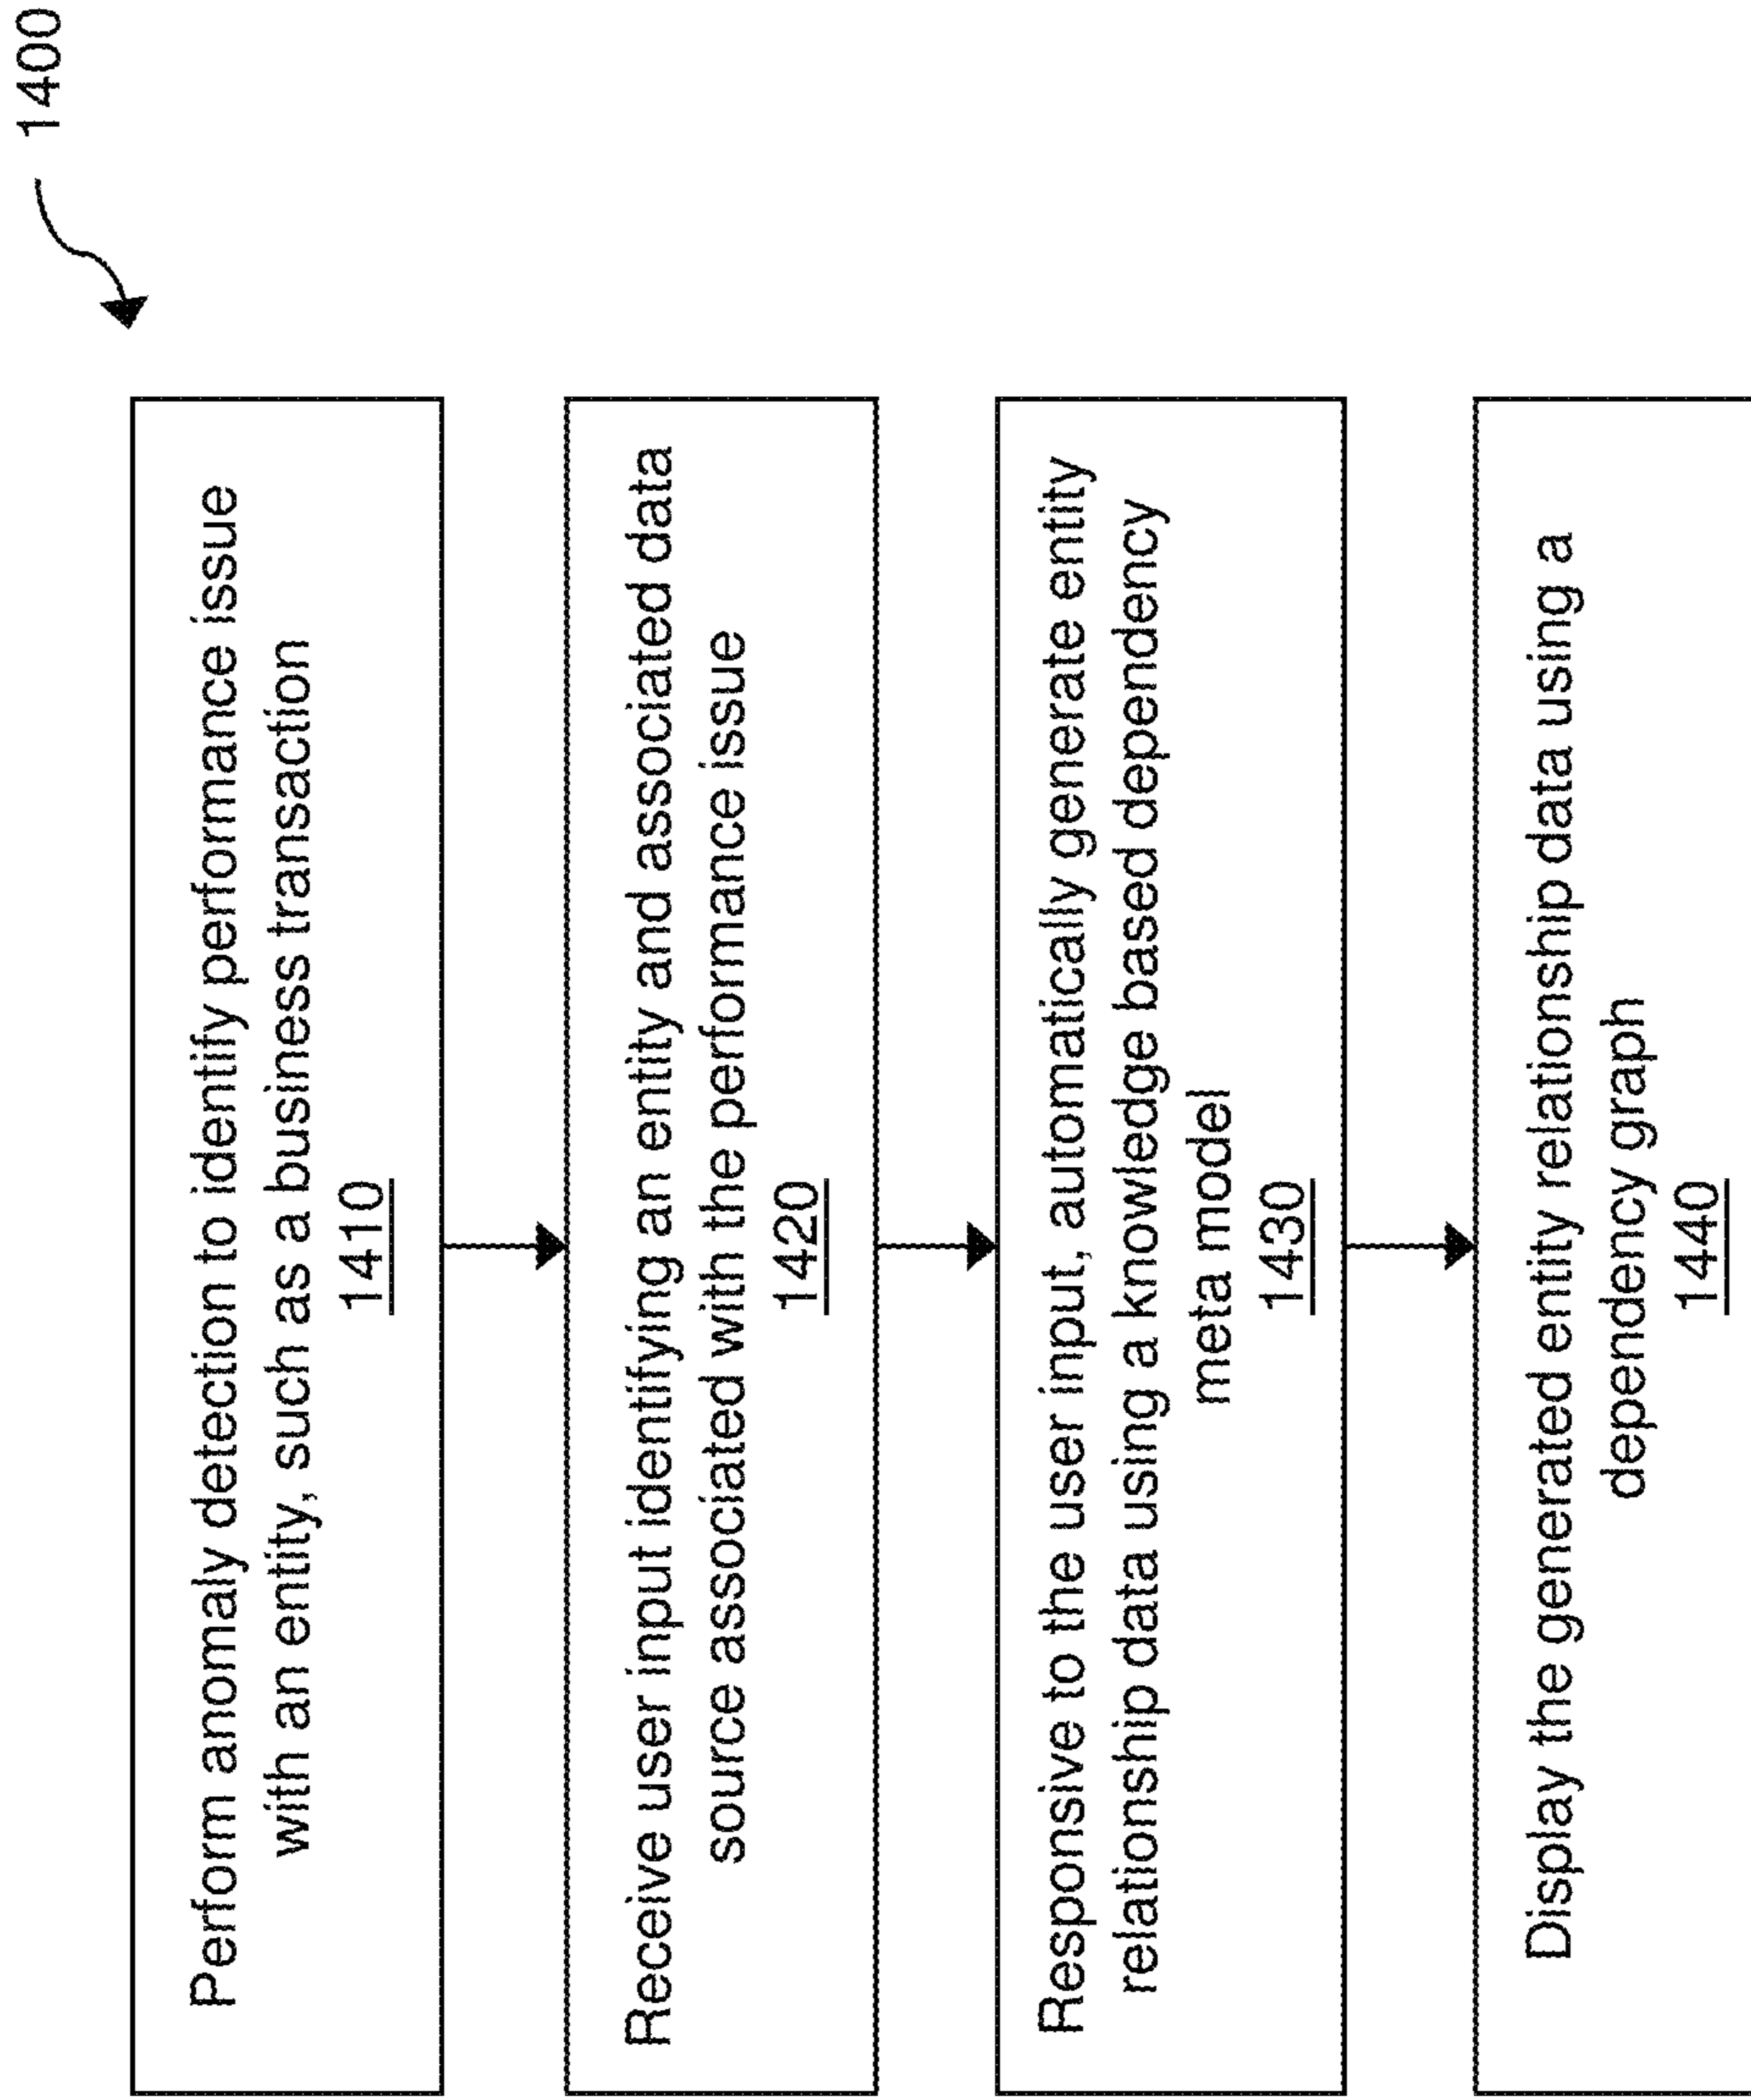 1400
Perform anomaly detection to identify performance issue
with an entity, such as a business transaction
1410
Receive user input identifying an entity and associated data
source associated with the performance issue
1420
Responsive to the user input, automatically generate entity
relationship data using a knowledge based dependency
meta model
1430
Display the generated entity relationship data using a
dependency graph
1440